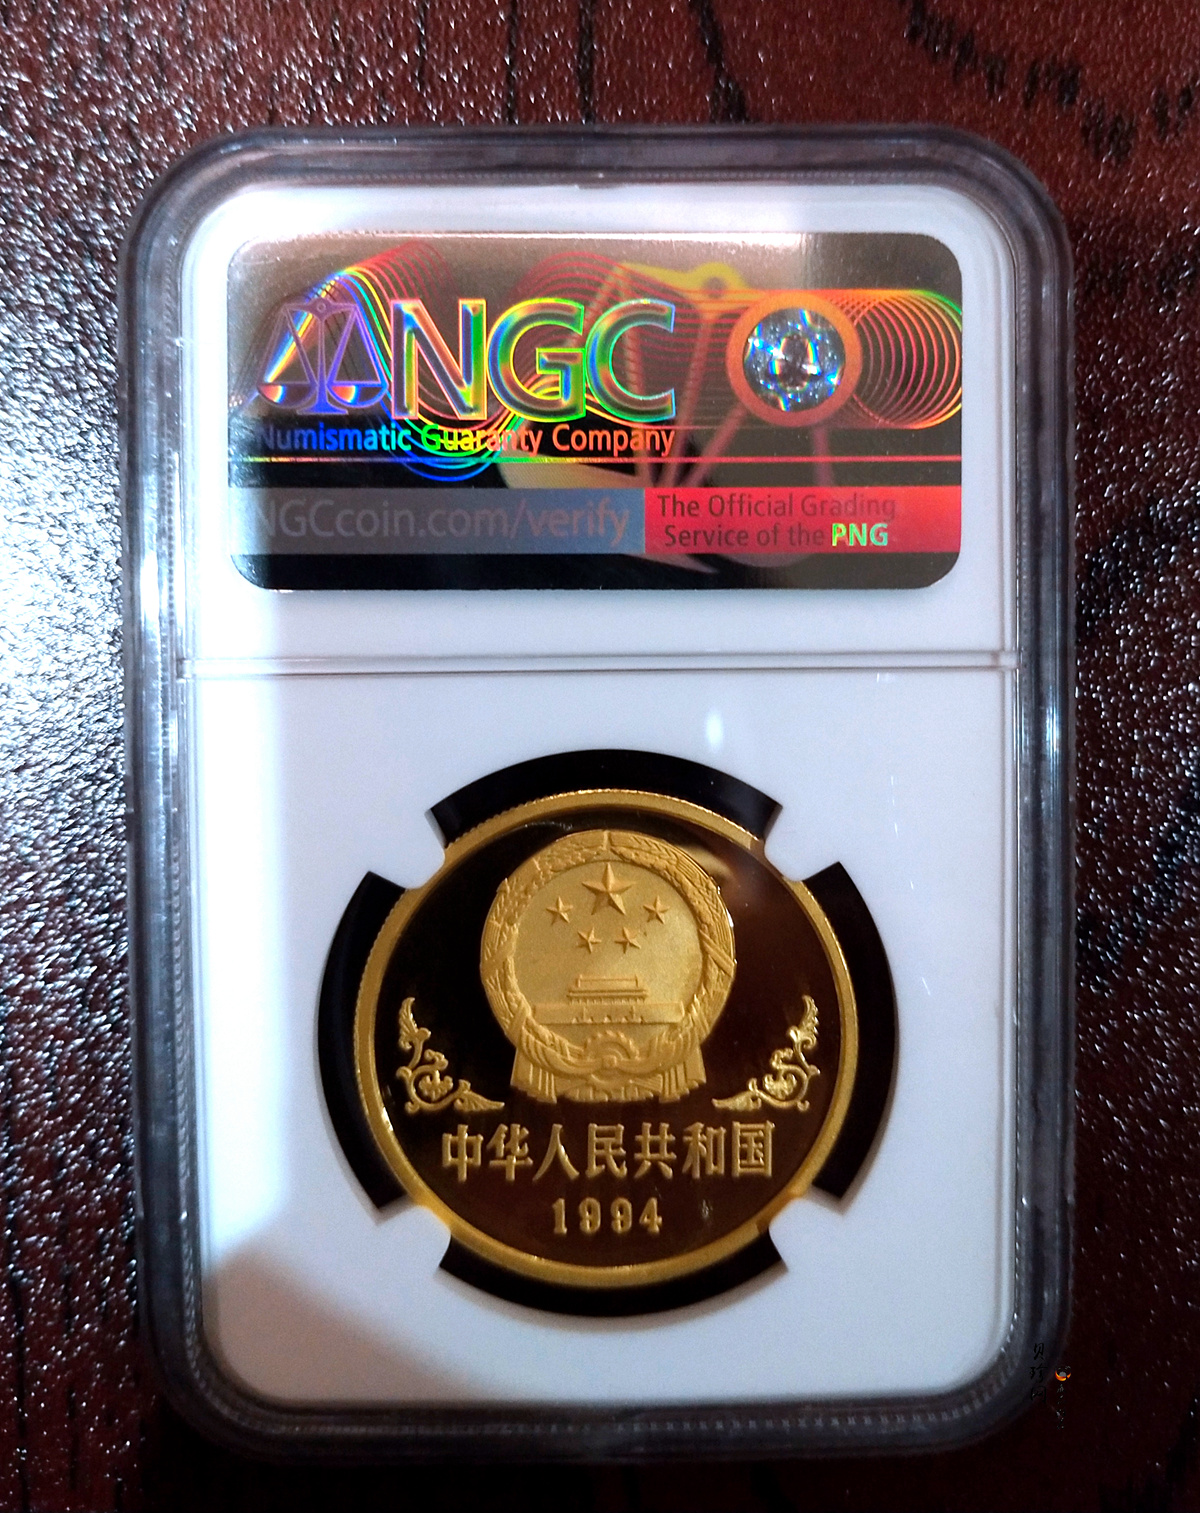 NGC
Numismatic Guaranty Company
NGCcoin.com/verify
The Official Grading
Service of the PNG
中华人民共和国
1994